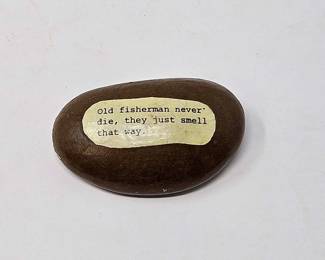 Old fisherman never
die, they just smell
that way.